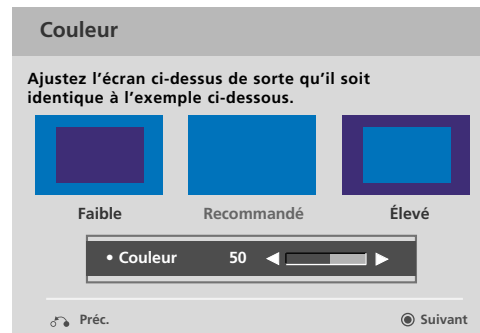 Couleur
Ajustez l'écran ci-dessus de sorte qu'il soit
identique à l'exemple ci-dessous.
Faible Recommandé Élevé
• Couleur 50 ◀ ▶
Préc. ◉ Suivant